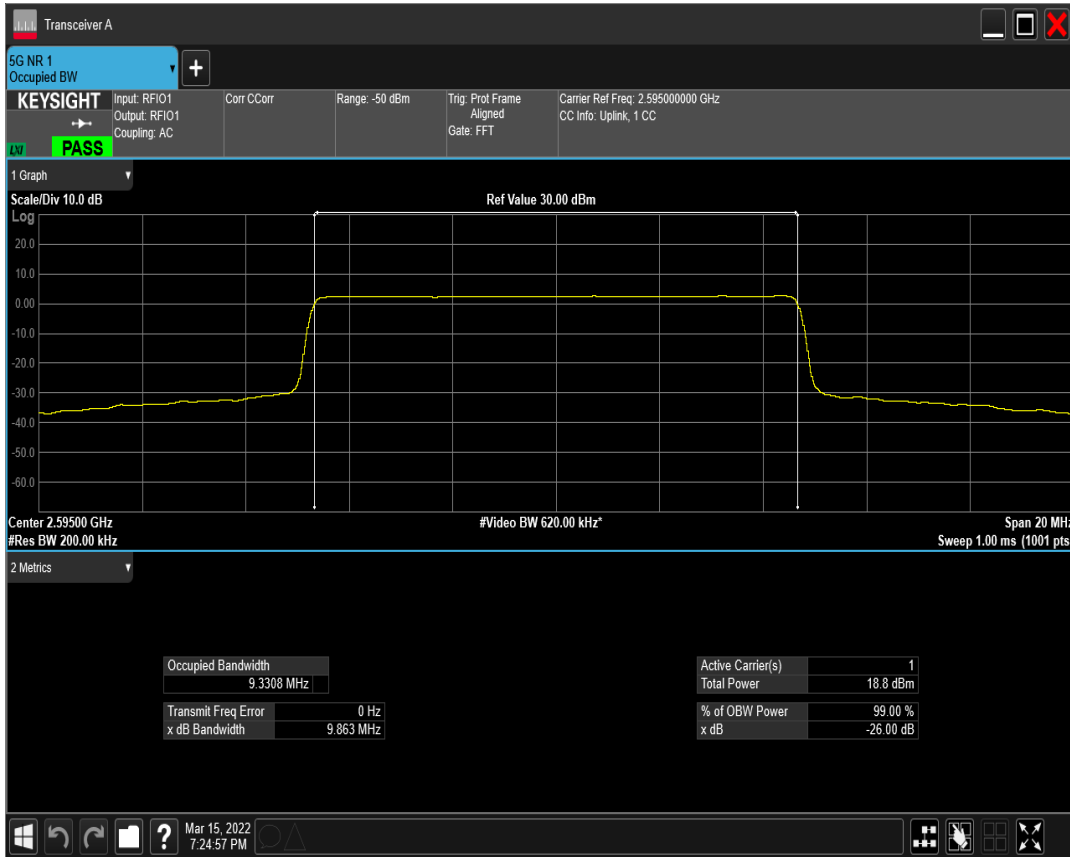 Transceiver A
5G NR 1
Occupied BW
KEYSIGHT
LXI
PASS
Input: RFIO1
Output: RFIO1
Coupling: AC
Corr CCorr
Range: -50 dBm
Trig: Prot Frame
Aligned
Gate: FFT
Carrier Ref Freq: 2.595000000 GHz
CC Info: Uplink, 1 CC
1 Graph
Scale/Div 10.0 dB
Ref Value 30.00 dBm
Log
20.0
10.0
0.00
-10.0
-20.0
-30.0
-40.0
-50.0
-60.0
Center 2.59500 GHz
#Video BW 620.00 kHz*
Span 20 MHz
#Res BW 200.00 kHz
Sweep 1.00 ms (1001 pts
2 Metrics
Occupied Bandwidth
9.3308 MHz
Transmit Freq Error 0 Hz
x dB Bandwidth 9.863 MHz
Active Carrier(s) 1
Total Power 18.8 dBm
% of OBW Power 99.00 %
x dB -26.00 dB
?
Mar 15, 2022
7:24:57 PM